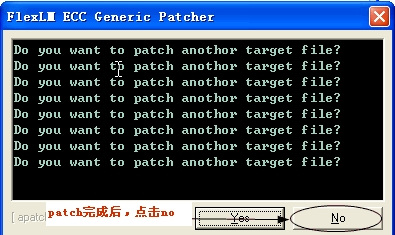 FlexLM ECC Generic Patcher
Do you want to patch anothor target file?
Do you want to patch anothor target file?
Do you want to patch anothor target file?
Do you want to patch anothor target file?
Do you want to patch anothor target file?
Do you want to patch anothor target file?
Do you want to patch anothor target file?
Do you want to patch anothor target file?
[ apatc
patch完成后，点击no
Yes
No